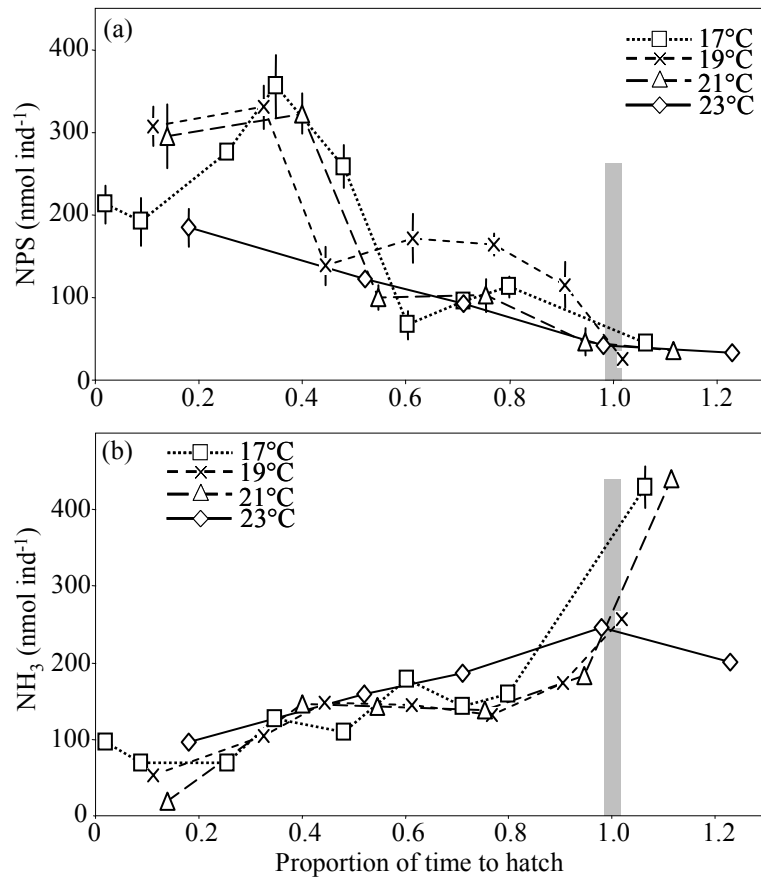 (a)
17°C
19°C
21°C
23°C
NPS (nmol ind⁻¹)
400
300
200
100
0
0 0.2 0.4 0.6 0.8 1.0 1.2
(b)
17°C
19°C
21°C
23°C
NH₃ (nmol ind⁻¹)
400
300
200
100
0
0 0.2 0.4 0.6 0.8 1.0 1.2
Proportion of time to hatch